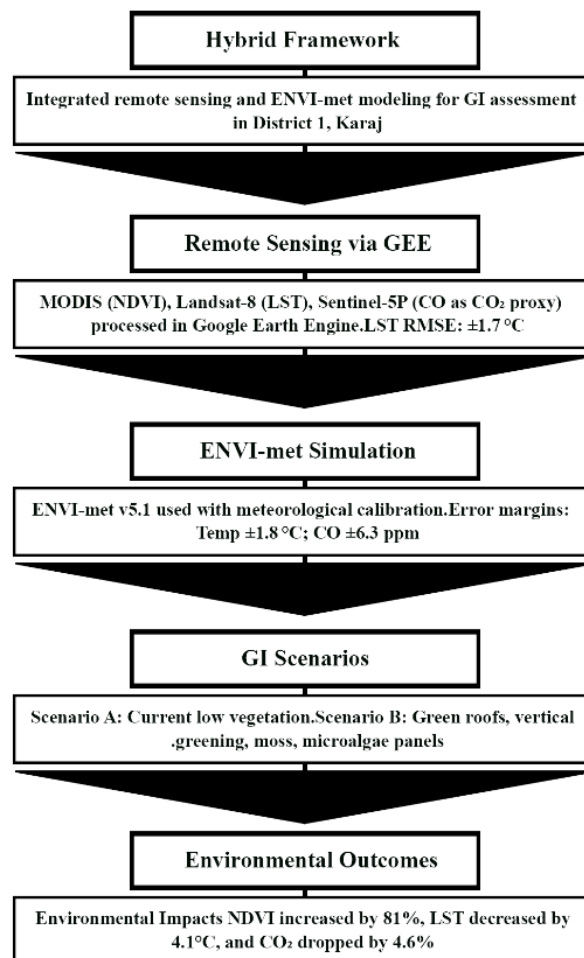 Hybrid Framework
Integrated remote sensing and ENVI-met modeling for GI assessment
in District 1, Karaj
Remote Sensing via GEE
MODIS (NDVI), Landsat-8 (LST), Sentinel-5P (CO as CO₂ proxy)
processed in Google Earth Engine.LST RMSE: ±1.7 °C
ENVI-met Simulation
ENVI-met v5.1 used with meteorological calibration.Error margins:
Temp ±1.8 °C; CO ±6.3 ppm
GI Scenarios
Scenario A: Current low vegetation.Scenario B: Green roofs, vertical
.greening, moss, microalgae panels
Environmental Outcomes
Environmental Impacts NDVI increased by 81%, LST decreased by
4.1°C, and CO₂ dropped by 4.6%